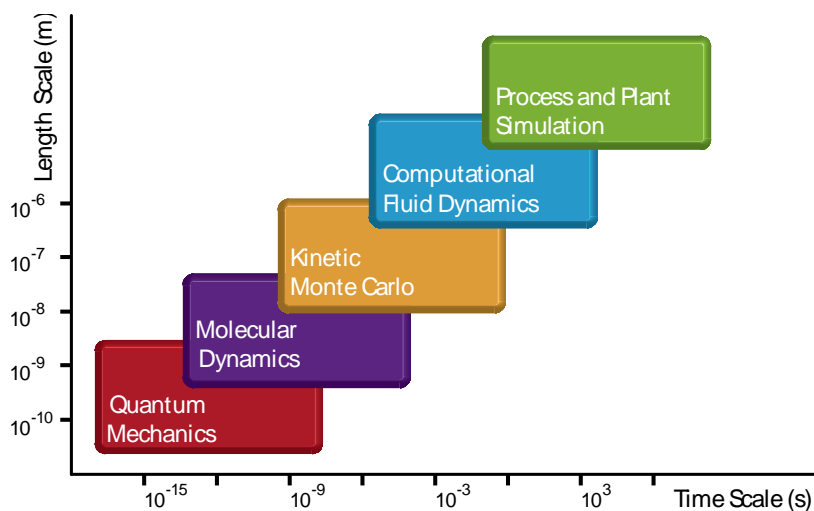 Length Scale (m)
Process and Plant
Simulation
Computational
Fluid Dynamics
10-6
Kinetic
Monte Carlo
10-7
10-8
Molecular
Dynamics
10-9
Quantum
Mechanics
10-10
10-15
10-9
10-3
103
Time Scale (s)